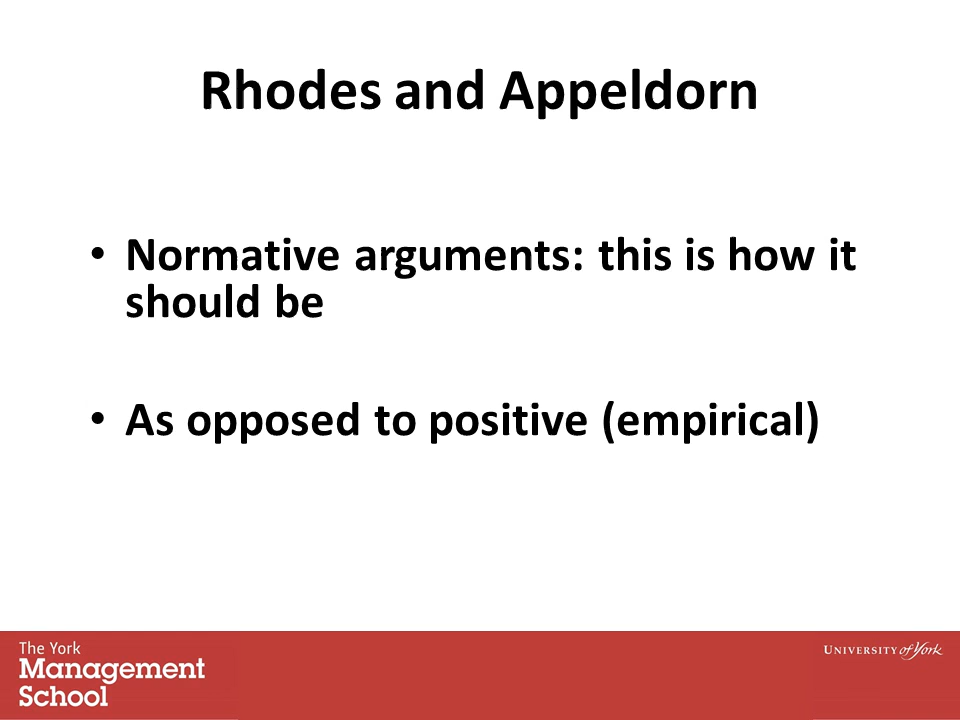 Rhodes and Appeldorn
• Normative arguments: this is how it
should be
• As opposed to positive (empirical)
The York
Management
School
UNIVERSITY of York